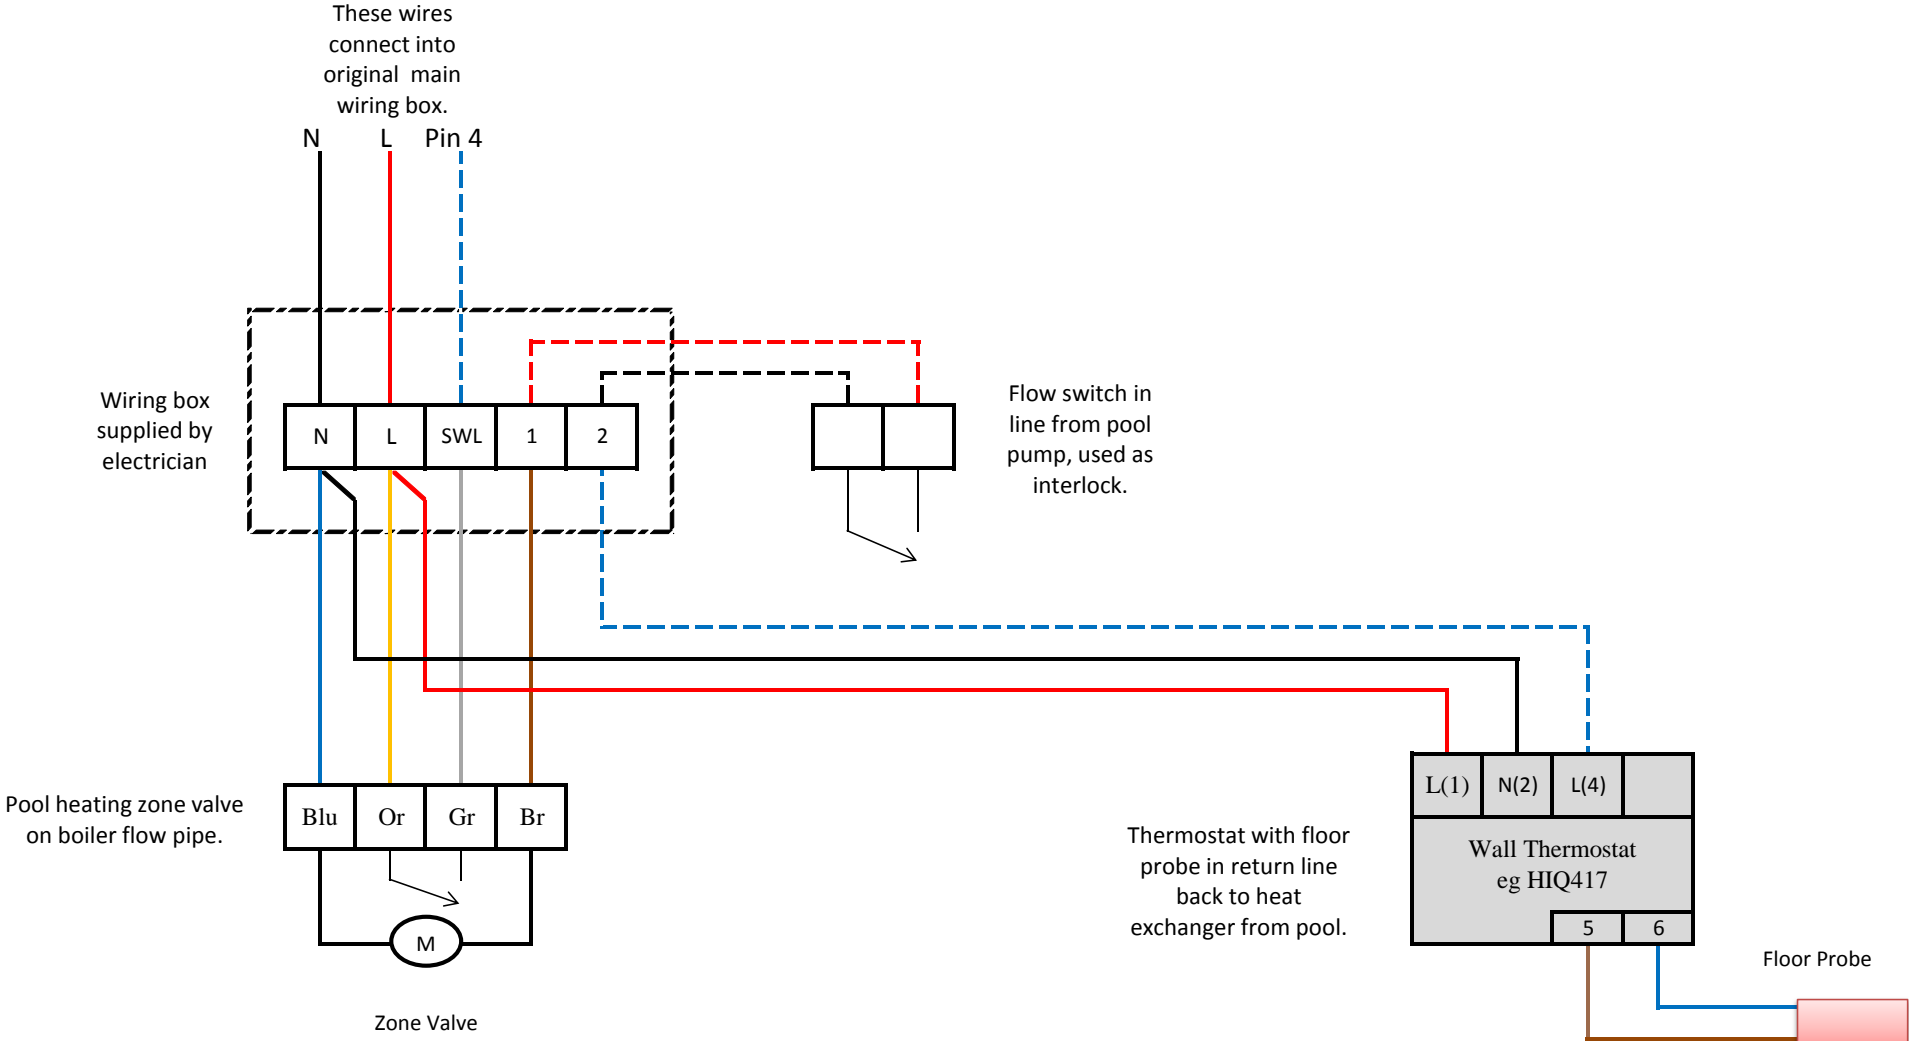 These wires
connect into
original  main
wiring box.
N L Pin 4
Wiring box
supplied by
electrician
N L SWL 1 2
Flow switch in
line from pool
pump, used as
interlock.
Pool heating zone valve
on boiler flow pipe.
Blu Or Gr Br
M
Zone Valve
Thermostat with floor
probe in return line
back to heat
exchanger from pool.
L(1) N(2) L(4)
Wall Thermostat
eg HIQ417
5 6
Floor Probe